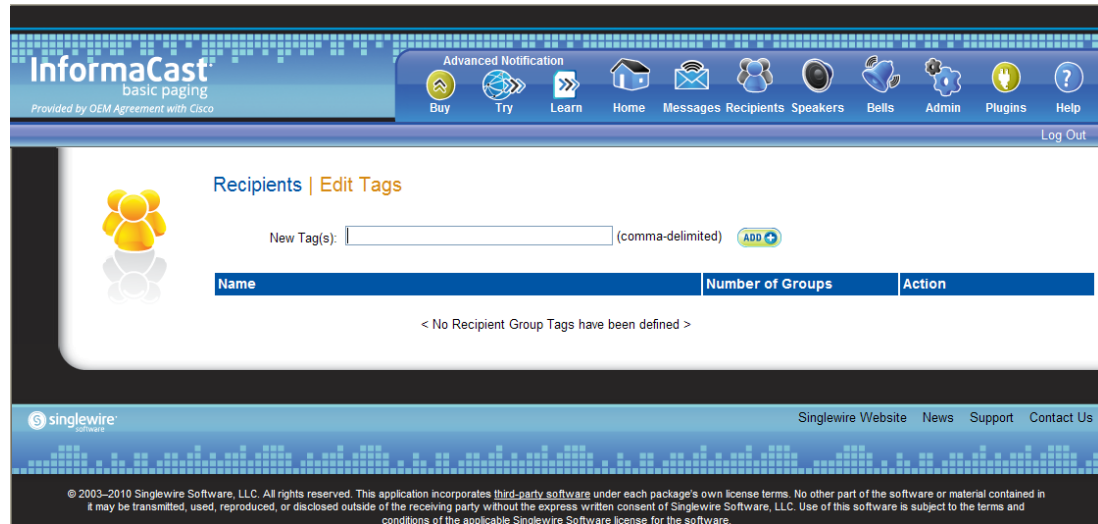 InformaCast
basic paging
Provided by OEM Agreement with Cisco
Advanced Notification
Buy Try Learn Home Messages Recipients Speakers Bells Admin Plugins Help
Log Out
Recipients | Edit Tags
New Tag(s): (comma-delimited) ADD
Name Number of Groups Action
< No Recipient Group Tags have been defined >
singlewire
software
Singlewire Website News Support Contact Us
© 2003–2010 Singlewire Software, LLC. All rights reserved. This application incorporates third-party software under each package's own license terms. No other part of the software or material contained in
it may be transmitted, used, reproduced, or disclosed outside of the receiving party without the express written consent of Singlewire Software, LLC. Use of this software is subject to the terms and
conditions of the applicable Singlewire Software license for the software.